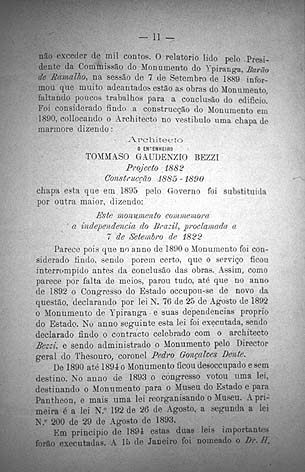 — 11 —
não exceder de mil contos. O relatorio lido pelo Presi-
dente da Commissão do Monumento do Ypiranga, Barão
de Ramalho, na sessão de 7 de Setembro de 1889 infor-
mou que muito adeantados estão as obras do Monumento,
faltando poucos trabalhos para a conclusão do edificio.
Foi considerado findo a construcção do Monumento em
1890, collocando o Architecto no vestibulo uma chapa de
marmore dizendo:
Architecto
O ENGENHEIRO
TOMMASO GAUDENZIO BEZZI
Projecto 1882
Construcção 1885-1890
chapa esta que em 1895 pelo Governo foi substituida
por outra maior, dizendo:
Este monumento commemora
a independencia do Brazil, proclamada a
7 de Setembro de 1822
Parece pois que no anno de 1890 o Monumento foi con-
siderado findo, sendo porem certo, que o serviço ficou
interrompido antes da conclusão das obras. Assim, como
parece por falta de meios, parou tudo, até que no anno
de 1892 o Congresso do Estado occupou-se de novo da
questão, declarando por lei N. 76 de 25 de Agosto de 1892
o Monumento de Ypiranga e suas dependencias proprio
do Estado. No anno seguinte esta lei foi executada, sendo
declarado findo o contracto celebrado com o architecto
Bezzi, e sendo administrado o Monumento pelo Director
geral do Thesouro, coronel Pedro Gonçalves Dente.
De 1890 até 1894 o Monumento ficou desoccupado e sem
destino. No anno de 1893 o congresso votou uma lei,
destinando o Monumento para o Museu do Estado e para
Pantheon, e mais uma lei reorganisando o Museu. A pri-
meira é a lei N.º 192 de 26 de Agosto, a segunda a lei
N.º 200 de 29 de Agosto de 1893.
Em principio de 1894 estas duas leis importantes
forão executadas. A 15 de Janeiro foi nomeado o Dr. H.